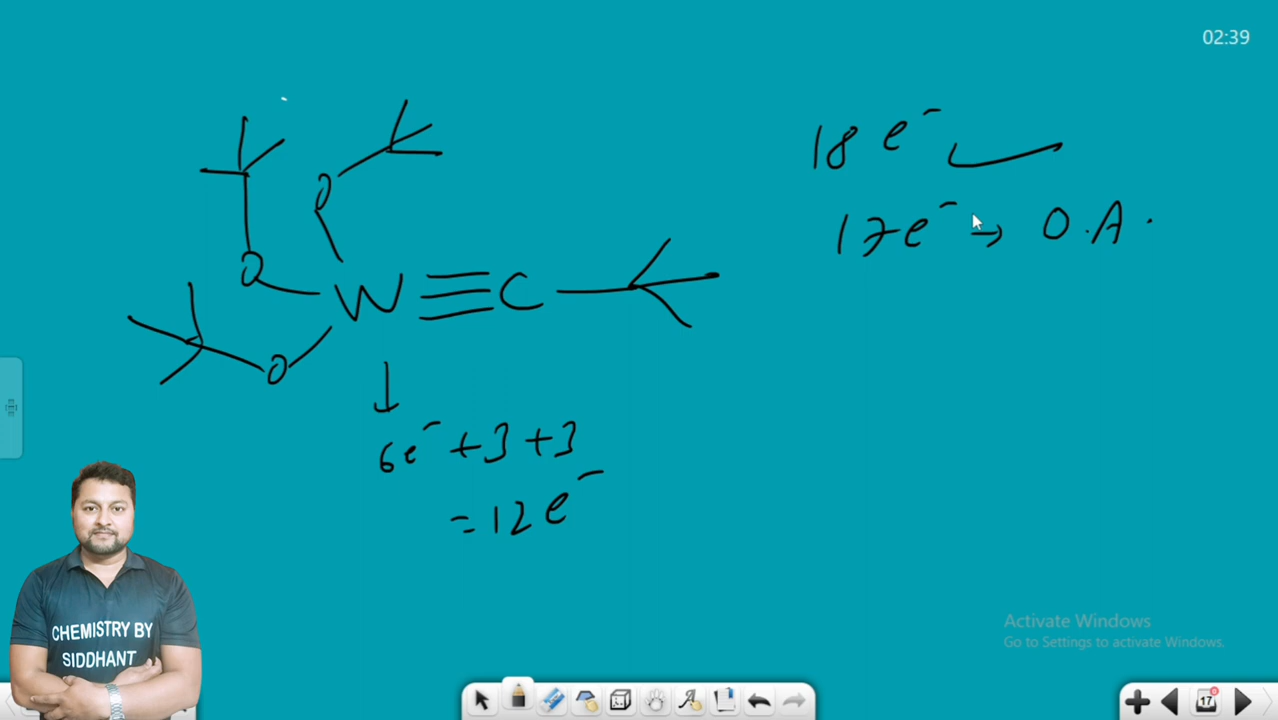 02:39
18 e⁻
17e⁻ → O.A.
O
O
W≡C
O
↓
6e⁻ + 3 + 3
= 12 e⁻
CHEMISTRY BY
SIDDHANT
Activate Windows
Go to Settings to activate Windows.
17